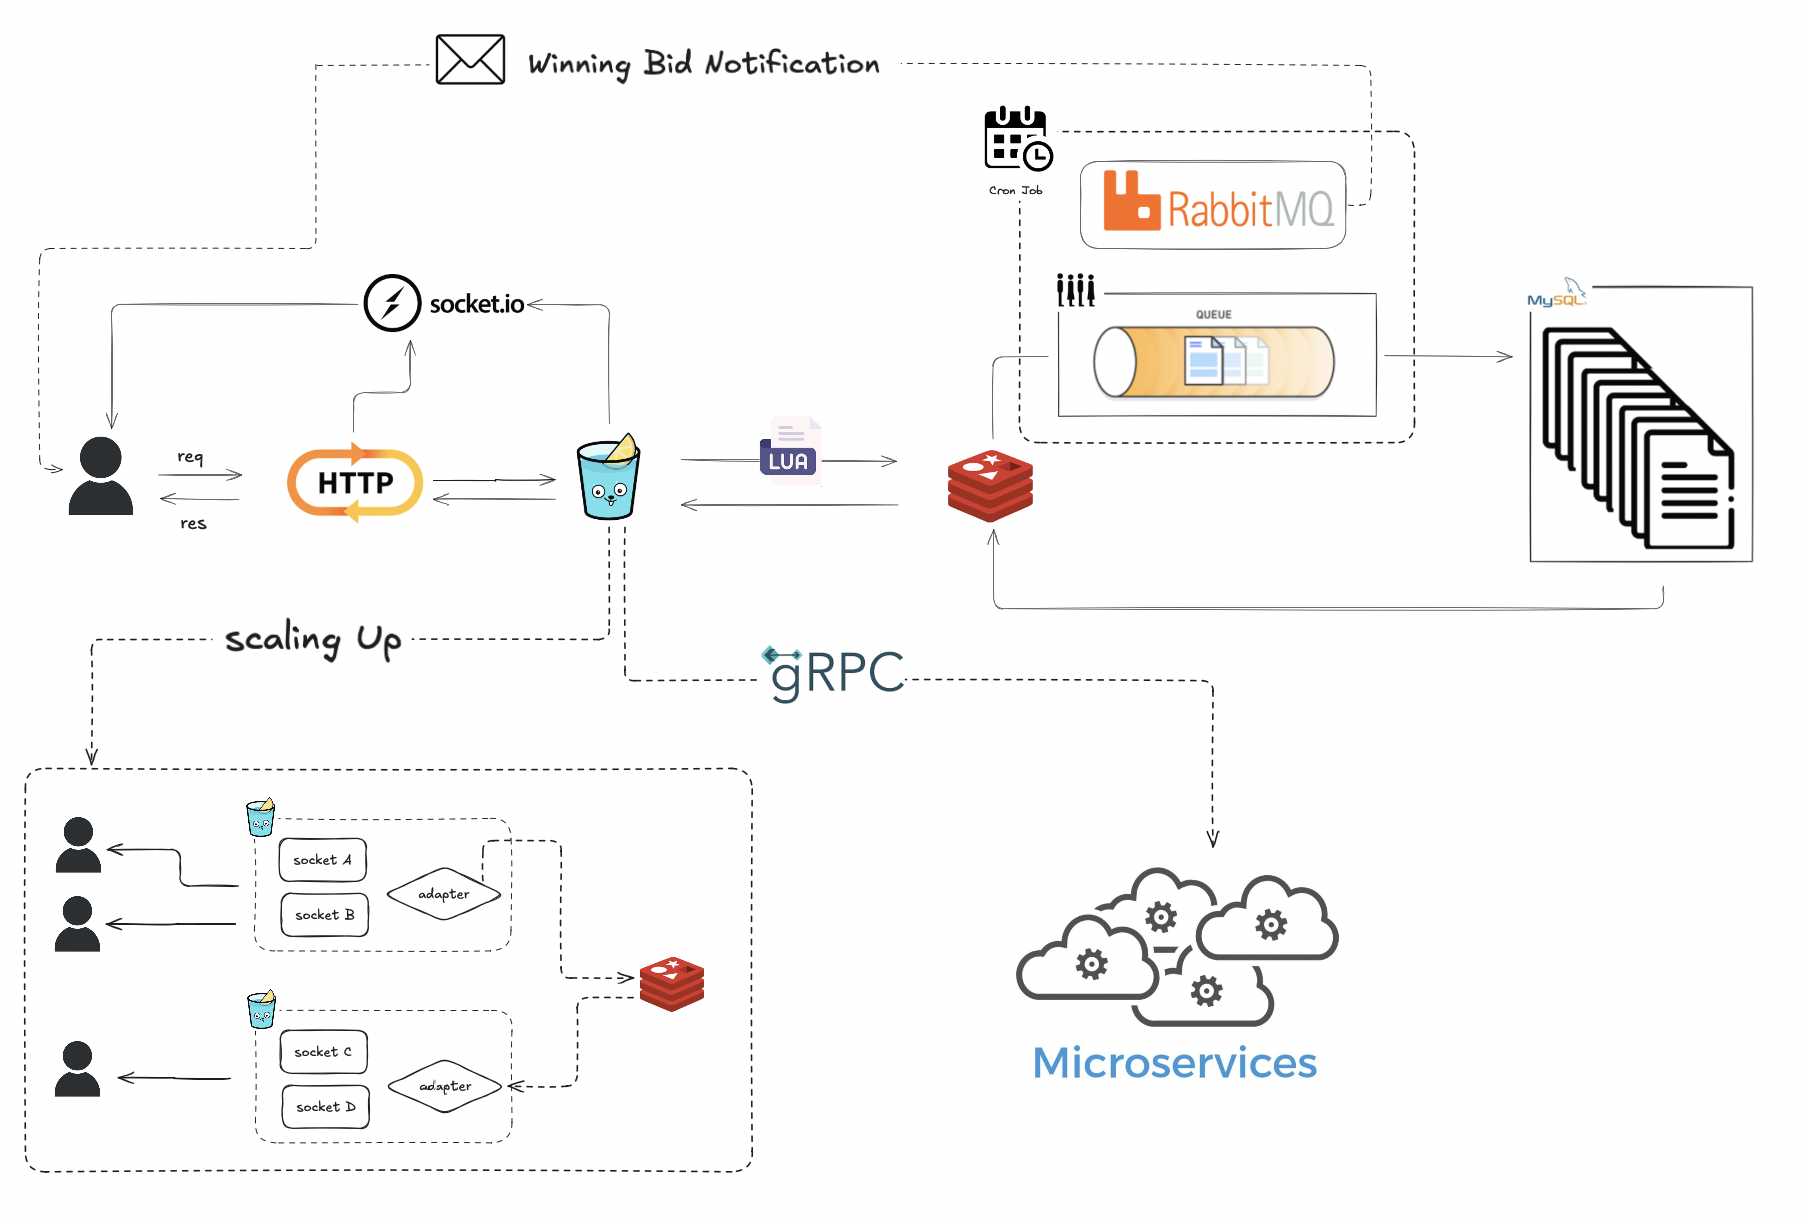 Winning Bid Notification
Cron Job
RabbitMQ
socket.io
QUEUE
MySQL
req
HTTP
res
LUA
scaling Up
gRPC
socket A
adapter
socket B
socket C
adapter
socket D
Microservices